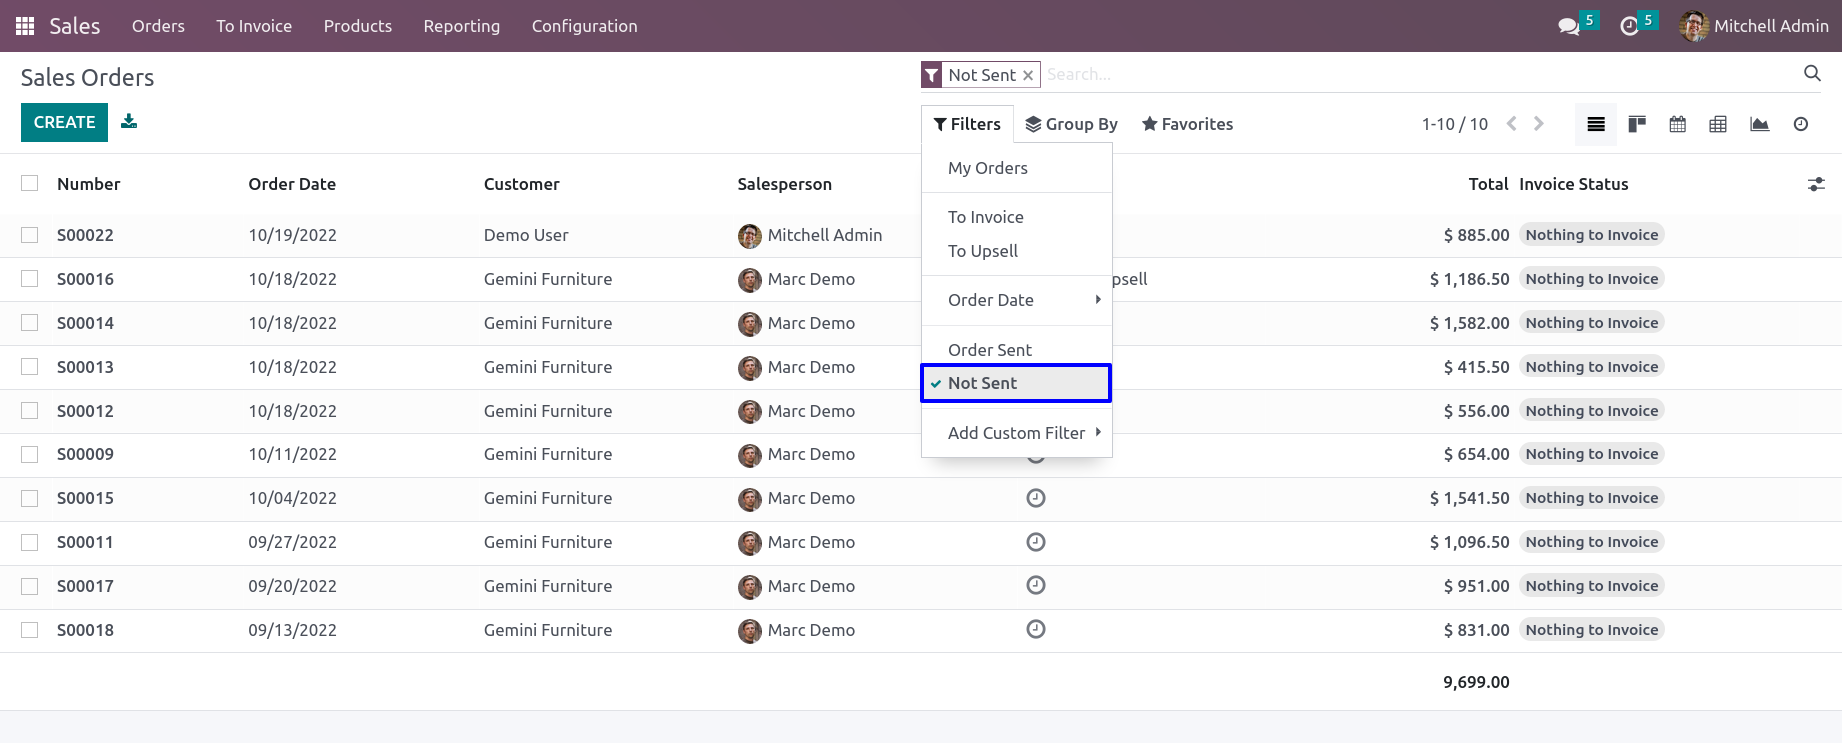 Sales Orders To Invoice Products Reporting Configuration 5 5 Mitchell Admin
Sales Orders Not Sent × Search...
CREATE Filters Group By Favorites 1-10 / 10
My Orders
To Invoice
To Upsell
Order Date
Order Sent
Not Sent
Add Custom Filter
Number Order Date Customer Salesperson Total Invoice Status
S00022 10/19/2022 Demo User Mitchell Admin $ 885.00 Nothing to Invoice
S00016 10/18/2022 Gemini Furniture Marc Demo psell $ 1,186.50 Nothing to Invoice
S00014 10/18/2022 Gemini Furniture Marc Demo $ 1,582.00 Nothing to Invoice
S00013 10/18/2022 Gemini Furniture Marc Demo $ 415.50 Nothing to Invoice
S00012 10/18/2022 Gemini Furniture Marc Demo $ 556.00 Nothing to Invoice
S00009 10/11/2022 Gemini Furniture Marc Demo $ 654.00 Nothing to Invoice
S00015 10/04/2022 Gemini Furniture Marc Demo $ 1,541.50 Nothing to Invoice
S00011 09/27/2022 Gemini Furniture Marc Demo $ 1,096.50 Nothing to Invoice
S00017 09/20/2022 Gemini Furniture Marc Demo $ 951.00 Nothing to Invoice
S00018 09/13/2022 Gemini Furniture Marc Demo $ 831.00 Nothing to Invoice
9,699.00